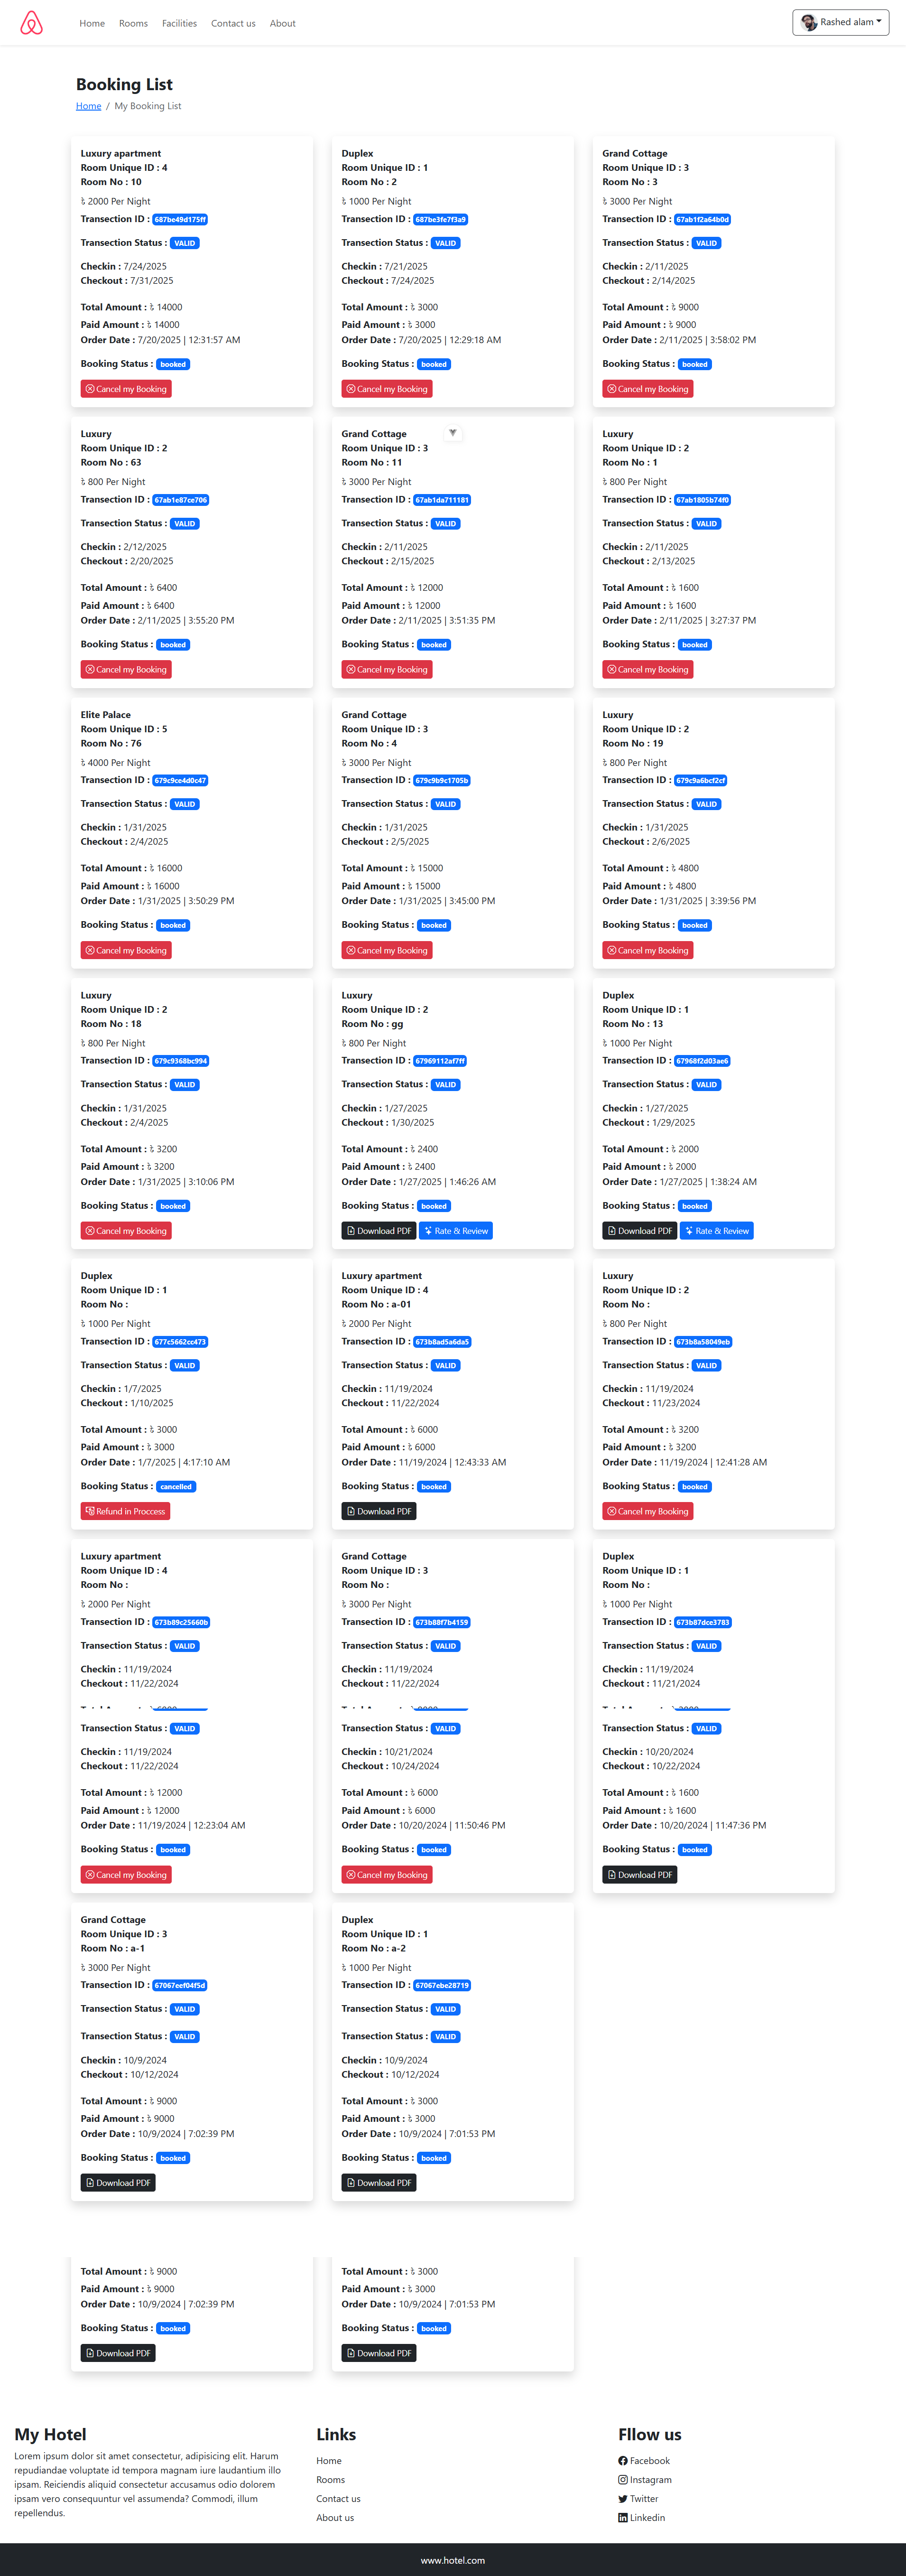 Home Rooms Facilities Contact us About
Rashed alam
Booking List
Home / My Booking List
Luxury apartment
Room Unique ID : 4
Room No : 10
৳ 2000 Per Night
Transection ID : 687be49d175ff
Transection Status : VALID
Checkin : 7/24/2025
Checkout : 7/31/2025
Total Amount : ৳ 14000
Paid Amount : ৳ 14000
Order Date : 7/20/2025 | 12:31:57 AM
Booking Status : booked
Cancel my Booking
Duplex
Room Unique ID : 1
Room No : 2
৳ 1000 Per Night
Transection ID : 687be3fe7f3a9
Transection Status : VALID
Checkin : 7/21/2025
Checkout : 7/24/2025
Total Amount : ৳ 3000
Paid Amount : ৳ 3000
Order Date : 7/20/2025 | 12:29:18 AM
Booking Status : booked
Cancel my Booking
Grand Cottage
Room Unique ID : 3
Room No : 3
৳ 3000 Per Night
Transection ID : 67ab1f2a64b0d
Transection Status : VALID
Checkin : 2/11/2025
Checkout : 2/14/2025
Total Amount : ৳ 9000
Paid Amount : ৳ 9000
Order Date : 2/11/2025 | 3:58:02 PM
Booking Status : booked
Cancel my Booking
Luxury
Room Unique ID : 2
Room No : 63
৳ 800 Per Night
Transection ID : 67ab1e87ce706
Transection Status : VALID
Checkin : 2/12/2025
Checkout : 2/20/2025
Total Amount : ৳ 6400
Paid Amount : ৳ 6400
Order Date : 2/11/2025 | 3:55:20 PM
Booking Status : booked
Cancel my Booking
Grand Cottage
Room Unique ID : 3
Room No : 11
৳ 3000 Per Night
Transection ID : 67ab1da711181
Transection Status : VALID
Checkin : 2/11/2025
Checkout : 2/15/2025
Total Amount : ৳ 12000
Paid Amount : ৳ 12000
Order Date : 2/11/2025 | 3:51:35 PM
Booking Status : booked
Cancel my Booking
Luxury
Room Unique ID : 2
Room No : 1
৳ 800 Per Night
Transection ID : 67ab1805b74f0
Transection Status : VALID
Checkin : 2/11/2025
Checkout : 2/13/2025
Total Amount : ৳ 1600
Paid Amount : ৳ 1600
Order Date : 2/11/2025 | 3:27:37 PM
Booking Status : booked
Cancel my Booking
Elite Palace
Room Unique ID : 5
Room No : 76
৳ 4000 Per Night
Transection ID : 679c9ce4d0c47
Transection Status : VALID
Checkin : 1/31/2025
Checkout : 2/4/2025
Total Amount : ৳ 16000
Paid Amount : ৳ 16000
Order Date : 1/31/2025 | 3:50:29 PM
Booking Status : booked
Cancel my Booking
Grand Cottage
Room Unique ID : 3
Room No : 4
৳ 3000 Per Night
Transection ID : 679c9b9c1705b
Transection Status : VALID
Checkin : 1/31/2025
Checkout : 2/5/2025
Total Amount : ৳ 15000
Paid Amount : ৳ 15000
Order Date : 1/31/2025 | 3:45:00 PM
Booking Status : booked
Cancel my Booking
Luxury
Room Unique ID : 2
Room No : 19
৳ 800 Per Night
Transection ID : 679c9a6bcf2cf
Transection Status : VALID
Checkin : 1/31/2025
Checkout : 2/6/2025
Total Amount : ৳ 4800
Paid Amount : ৳ 4800
Order Date : 1/31/2025 | 3:39:56 PM
Booking Status : booked
Cancel my Booking
Luxury
Room Unique ID : 2
Room No : 18
৳ 800 Per Night
Transection ID : 679c9368bc994
Transection Status : VALID
Checkin : 1/31/2025
Checkout : 2/4/2025
Total Amount : ৳ 3200
Paid Amount : ৳ 3200
Order Date : 1/31/2025 | 3:10:06 PM
Booking Status : booked
Cancel my Booking
Luxury
Room Unique ID : 2
Room No : gg
৳ 800 Per Night
Transection ID : 67969112af7ff
Transection Status : VALID
Checkin : 1/27/2025
Checkout : 1/30/2025
Total Amount : ৳ 2400
Paid Amount : ৳ 2400
Order Date : 1/27/2025 | 1:46:26 AM
Booking Status : booked
Download PDF Rate & Review
Duplex
Room Unique ID : 1
Room No : 13
৳ 1000 Per Night
Transection ID : 67968f2d03ae6
Transection Status : VALID
Checkin : 1/27/2025
Checkout : 1/29/2025
Total Amount : ৳ 2000
Paid Amount : ৳ 2000
Order Date : 1/27/2025 | 1:38:24 AM
Booking Status : booked
Download PDF Rate & Review
Duplex
Room Unique ID : 1
Room No :
৳ 1000 Per Night
Transection ID : 677c5662cc473
Transection Status : VALID
Checkin : 1/7/2025
Checkout : 1/10/2025
Total Amount : ৳ 3000
Paid Amount : ৳ 3000
Order Date : 1/7/2025 | 4:17:10 AM
Booking Status : cancelled
Refund in Proccess
Luxury apartment
Room Unique ID : 4
Room No : a-01
৳ 2000 Per Night
Transection ID : 673b8ad5a6da5
Transection Status : VALID
Checkin : 11/19/2024
Checkout : 11/22/2024
Total Amount : ৳ 6000
Paid Amount : ৳ 6000
Order Date : 11/19/2024 | 12:43:33 AM
Booking Status : booked
Download PDF
Luxury
Room Unique ID : 2
Room No :
৳ 800 Per Night
Transection ID : 673b8a58049eb
Transection Status : VALID
Checkin : 11/19/2024
Checkout : 11/23/2024
Total Amount : ৳ 3200
Paid Amount : ৳ 3200
Order Date : 11/19/2024 | 12:41:28 AM
Booking Status : booked
Cancel my Booking
Luxury apartment
Room Unique ID : 4
Room No :
৳ 2000 Per Night
Transection ID : 673b89c25660b
Transection Status : VALID
Checkin : 11/19/2024
Checkout : 11/22/2024
Transection Status : VALID
Checkin : 11/19/2024
Checkout : 11/22/2024
Total Amount : ৳ 12000
Paid Amount : ৳ 12000
Order Date : 11/19/2024 | 12:23:04 AM
Booking Status : booked
Cancel my Booking
Grand Cottage
Room Unique ID : 3
Room No :
৳ 3000 Per Night
Transection ID : 673b88f7b4159
Transection Status : VALID
Checkin : 11/19/2024
Checkout : 11/22/2024
Transection Status : VALID
Checkin : 10/21/2024
Checkout : 10/24/2024
Total Amount : ৳ 6000
Paid Amount : ৳ 6000
Order Date : 10/20/2024 | 11:50:46 PM
Booking Status : booked
Cancel my Booking
Duplex
Room Unique ID : 1
Room No :
৳ 1000 Per Night
Transection ID : 673b87dce3783
Transection Status : VALID
Checkin : 11/19/2024
Checkout : 11/21/2024
Transection Status : VALID
Checkin : 10/20/2024
Checkout : 10/22/2024
Total Amount : ৳ 1600
Paid Amount : ৳ 1600
Order Date : 10/20/2024 | 11:47:36 PM
Booking Status : booked
Download PDF
Grand Cottage
Room Unique ID : 3
Room No : a-1
৳ 3000 Per Night
Transection ID : 67067eef04f5d
Transection Status : VALID
Transection Status : VALID
Checkin : 10/9/2024
Checkout : 10/12/2024
Total Amount : ৳ 9000
Paid Amount : ৳ 9000
Order Date : 10/9/2024 | 7:02:39 PM
Booking Status : booked
Download PDF
Duplex
Room Unique ID : 1
Room No : a-2
৳ 1000 Per Night
Transection ID : 67067ebe28719
Transection Status : VALID
Transection Status : VALID
Checkin : 10/9/2024
Checkout : 10/12/2024
Total Amount : ৳ 3000
Paid Amount : ৳ 3000
Order Date : 10/9/2024 | 7:01:53 PM
Booking Status : booked
Download PDF
Total Amount : ৳ 9000
Paid Amount : ৳ 9000
Order Date : 10/9/2024 | 7:02:39 PM
Booking Status : booked
Download PDF
Total Amount : ৳ 3000
Paid Amount : ৳ 3000
Order Date : 10/9/2024 | 7:01:53 PM
Booking Status : booked
Download PDF
My Hotel
Lorem ipsum dolor sit amet consectetur, adipisicing elit. Harum
repudiandae voluptate id tempora magnam iure laudantium illo
ipsam. Reiciendis aliquid consectetur accusamus odio dolorem
ipsam vero consequuntur vel assumenda? Commodi, illum
repellendus.
Links
Home
Rooms
Contact us
About us
Fllow us
Facebook
Instagram
Twitter
Linkedin
www.hotel.com